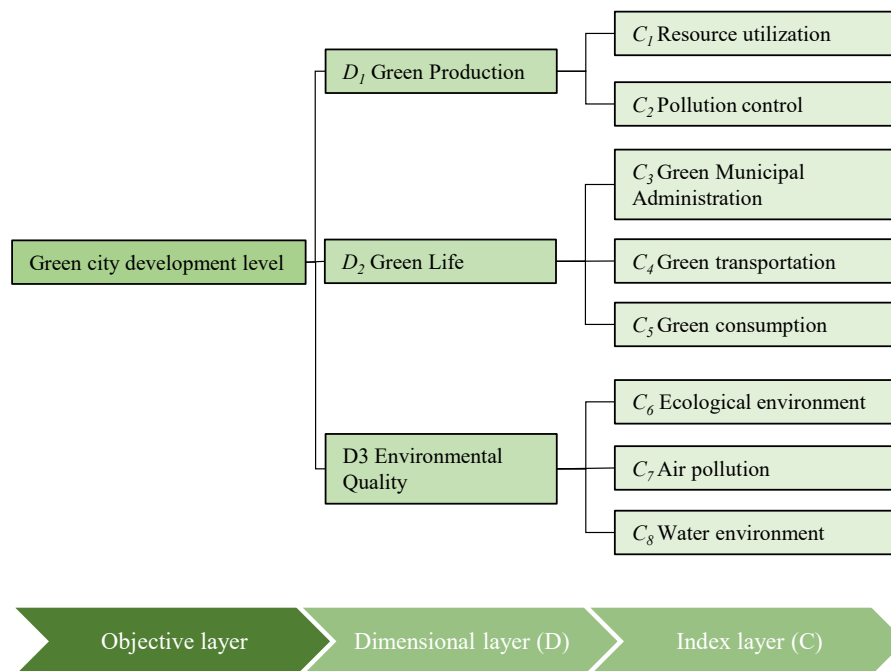 C1 Resource utilization
D1 Green Production
C2 Pollution control
C3 Green Municipal
Administration
Green city development level
D2 Green Life
C4 Green transportation
C5 Green consumption
C6 Ecological environment
D3 Environmental
Quality
C7 Air pollution
C8 Water environment
Objective layer
Dimensional layer (D)
Index layer (C)